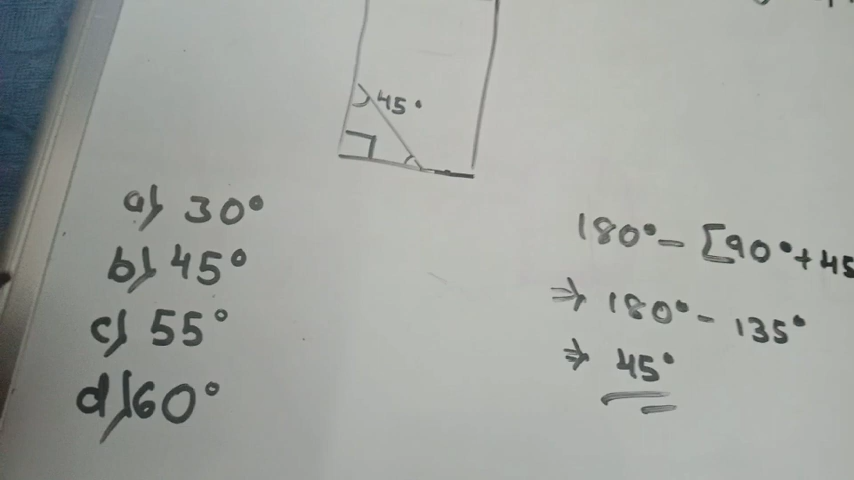 45°
a) 30°
b) 45°
c) 55°
d) 60°
180° - [90° + 45
⇒ 180° - 135°
⇒ 45°